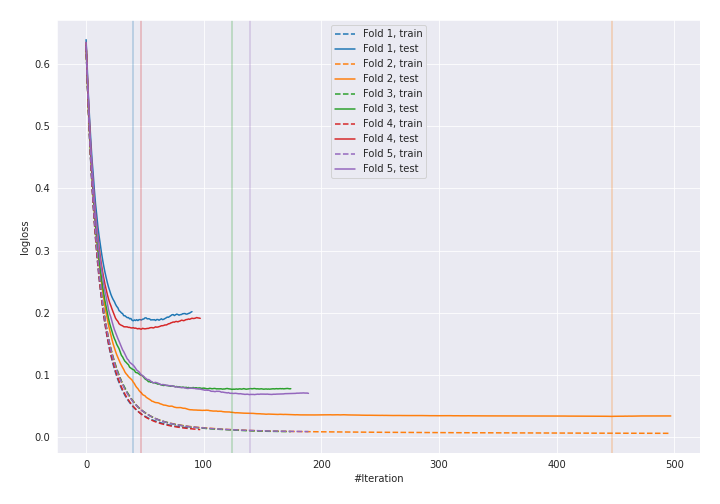 Fold 1, train
Fold 1, test
Fold 2, train
Fold 2, test
Fold 3, train
Fold 3, test
Fold 4, train
Fold 4, test
Fold 5, train
Fold 5, test
0.6
0.5
0.4
0.3
0.2
0.1
0.0
logloss
0 100 200 300 400 500
#Iteration